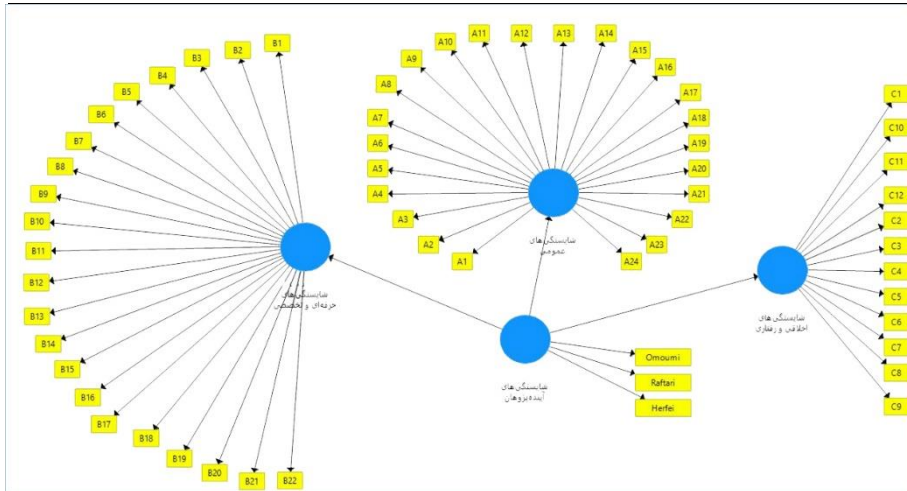 B1
B2
B3
B4
B5
B6
B7
B8
B9
B10
B11
B12
B13
B14
B15
B16
B17
B18
B19
B20
B21
B22
شایستگی‌های
حرفه‌ای و تخصصی
A1
A2
A3
A4
A5
A6
A7
A8
A9
A10
A11
A12
A13
A14
A15
A16
A17
A18
A19
A20
A21
A22
A23
A24
شایستگی‌های
عمومی
C1
C10
C11
C12
C2
C3
C4
C5
C6
C7
C8
C9
شایستگی‌های
اخلاقی و رفتاری
Omoumi
Raftari
Herfei
شایستگی‌های
آینده‌پژوهان